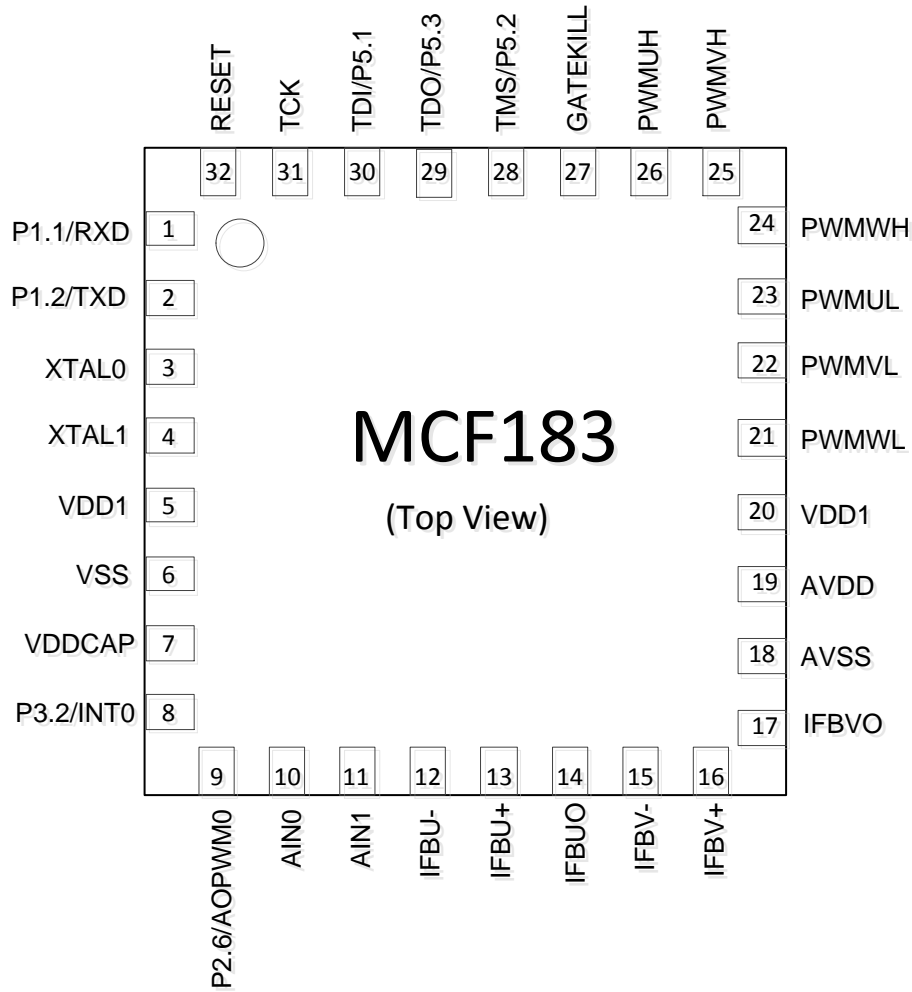 RESET
TCK
TDI/P5.1
TDO/P5.3
TMS/P5.2
GATEKILL
PWMUH
PWMVH
32 31 30 29 28 27 26 25
P1.1/RXD 1
P1.2/TXD 2
XTAL0 3
XTAL1 4
VDD1 5
VSS 6
VDDCAP 7
P3.2/INT0 8
MCF183
(Top View)
24 PWMWH
23 PWMUL
22 PWMVL
21 PWMWL
20 VDD1
19 AVDD
18 AVSS
17 IFBVO
9 10 11 12 13 14 15 16
P2.6/AOPWM0
AIN0
AIN1
IFBU-
IFBU+
IFBUO
IFBV-
IFBV+